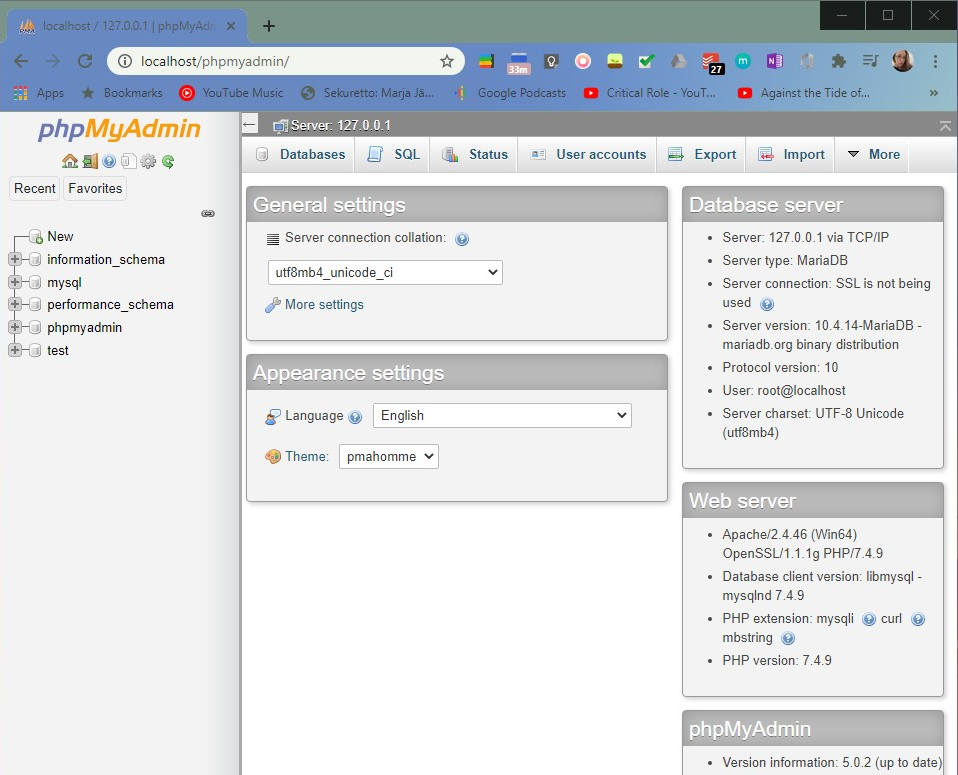 localhost / 127.0.0.1 | phpMyAdm
localhost/phpmyadmin/
33m
27
m
Apps
Bookmarks
YouTube Music
Sekuretto: Marja Jä...
Google Podcasts
Critical Role - YouT...
Against the Tide of...
phpMyAdmin
Recent
Favorites
New
information_schema
mysql
performance_schema
phpmyadmin
test
Server: 127.0.0.1
Databases
SQL
Status
User accounts
Export
Import
More
General settings
Server connection collation:
utf8mb4_unicode_ci
More settings
Appearance settings
Language
English
Theme:
pmahomme
Database server
Server: 127.0.0.1 via TCP/IP
Server type: MariaDB
Server connection: SSL is not being
used
Server version: 10.4.14-MariaDB -
mariadb.org binary distribution
Protocol version: 10
User: root@localhost
Server charset: UTF-8 Unicode
(utf8mb4)
Web server
Apache/2.4.46 (Win64)
OpenSSL/1.1.1g PHP/7.4.9
Database client version: libmysql -
mysqlnd 7.4.9
PHP extension: mysqli curl
mbstring
PHP version: 7.4.9
phpMyAdmin
Version information: 5.0.2 (up to date)